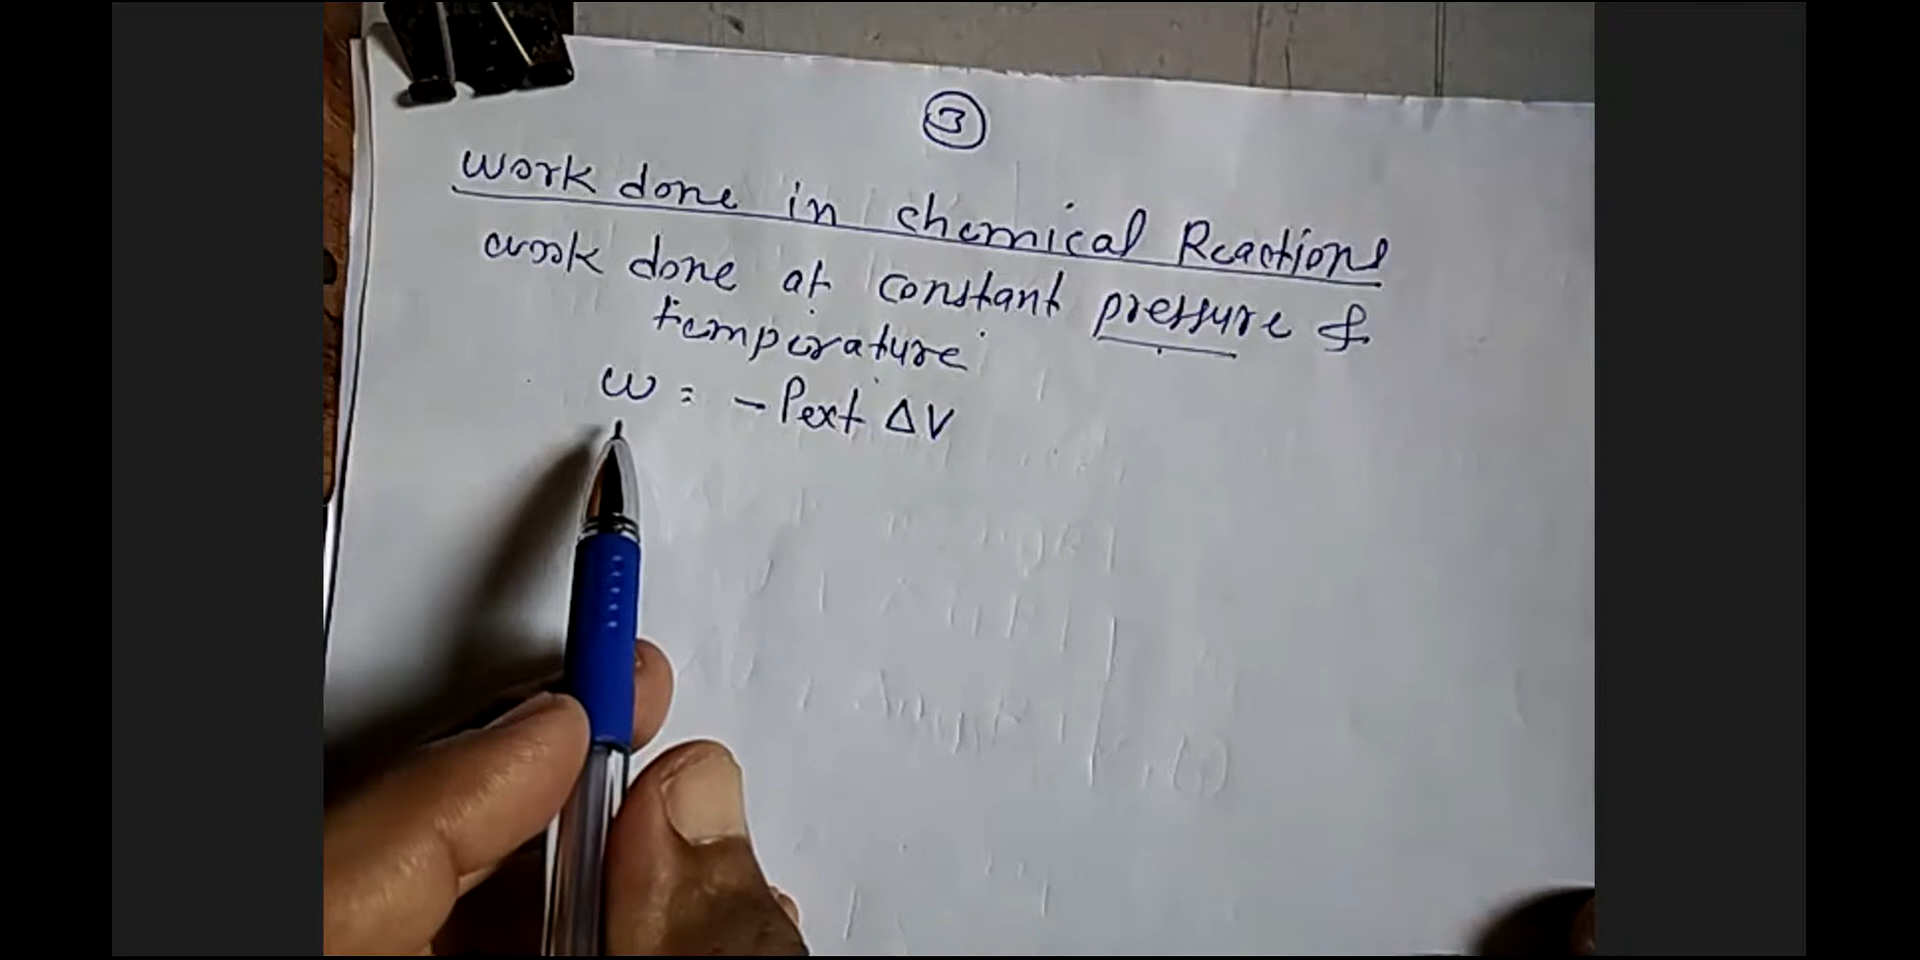 3
Work done in chemical Reactions
work done at constant pressure &
temperature
W = - Pext ΔV